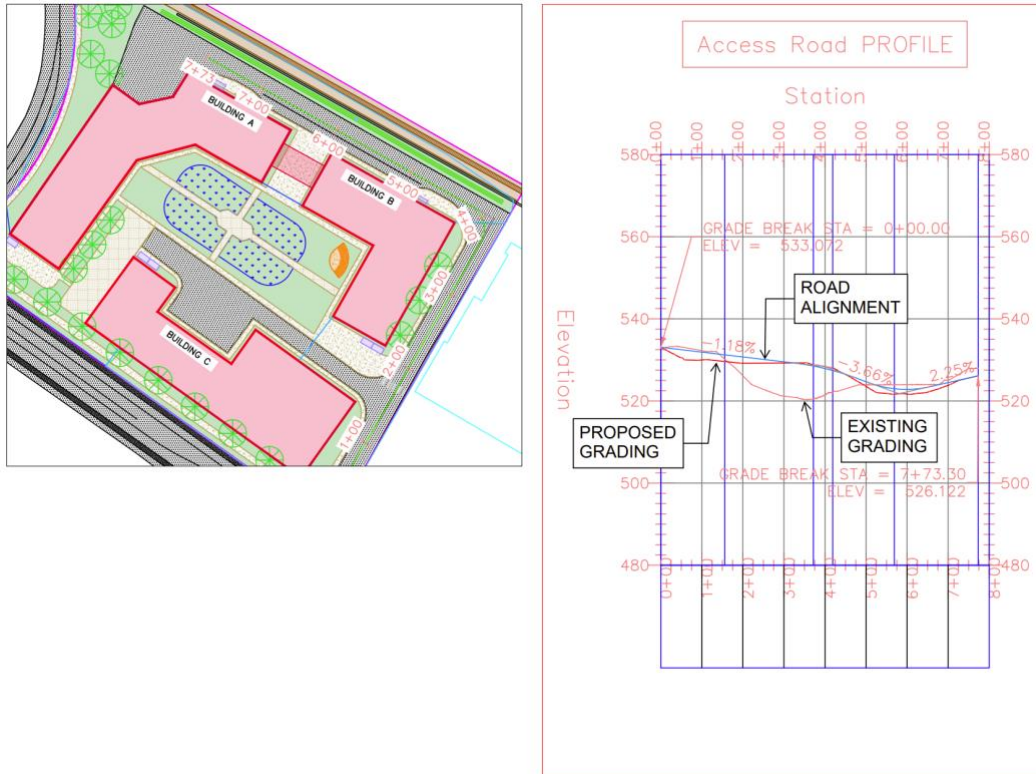 7+73
7+00
BUILDING A
6+00
BUILDING B
5+00
4+00
3+00
2+00
BUILDING C
1+00
Access Road PROFILE
Station
0+00 1+00 2+00 3+00 4+00 5+00 6+00 7+00 8+00
580 580
GRADE BREAK STA = 0+00.00
ELEV = 533.072
560 560
ROAD
ALIGNMENT
540 540
-1.18%
-3.66%
2.25%
Elevation
520 520
PROPOSED
GRADING
EXISTING
GRADING
GRADE BREAK STA = 7+73.30
ELEV = 526.122
500 500
480 480
0+00 1+00 2+00 3+00 4+00 5+00 6+00 7+00 8+00